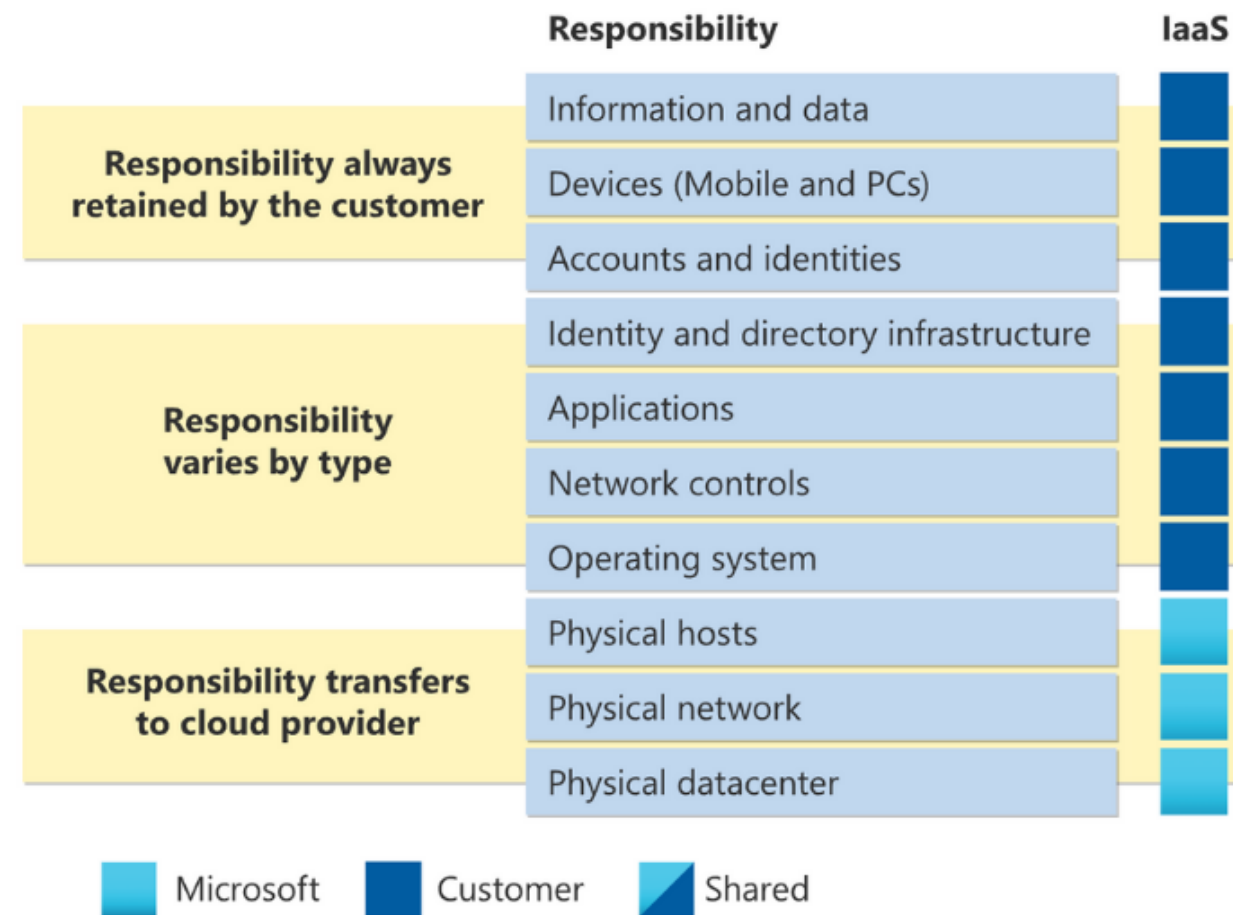 Responsibility
IaaS
Responsibility always
retained by the customer
Information and data
Devices (Mobile and PCs)
Accounts and identities
Responsibility
varies by type
Identity and directory infrastructure
Applications
Network controls
Operating system
Responsibility transfers
to cloud provider
Physical hosts
Physical network
Physical datacenter
Microsoft
Customer
Shared